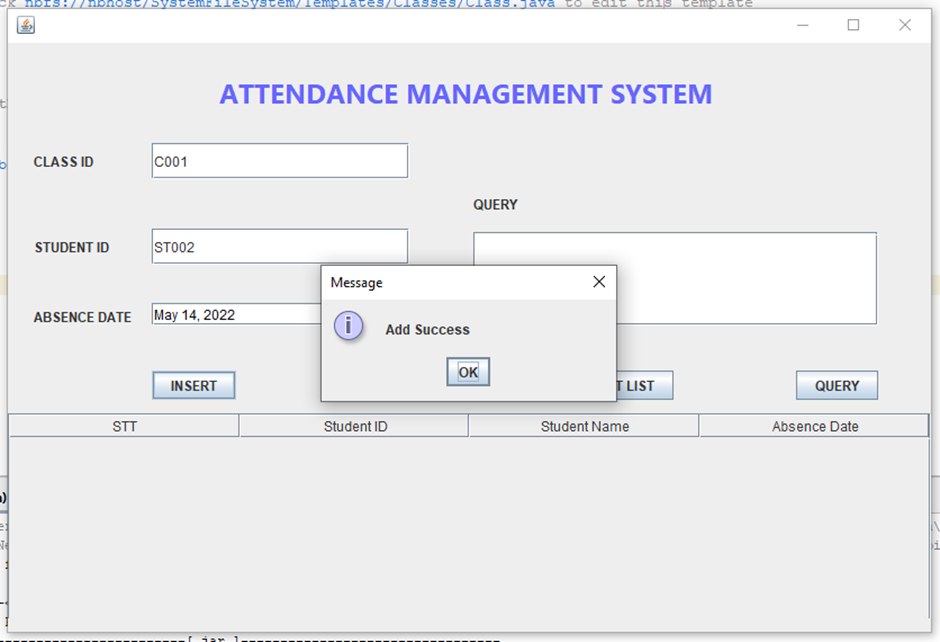 ck nbfs://nbhost/SystemFileSystem/Templates/Classes/Class.java to edit this template
ATTENDANCE MANAGEMENT SYSTEM
CLASS ID
C001
QUERY
STUDENT ID
ST002
Message
ABSENCE DATE
May 14, 2022
Add Success
OK
INSERT
T LIST
QUERY
STT
Student ID
Student Name
Absence Date
[ jar ]